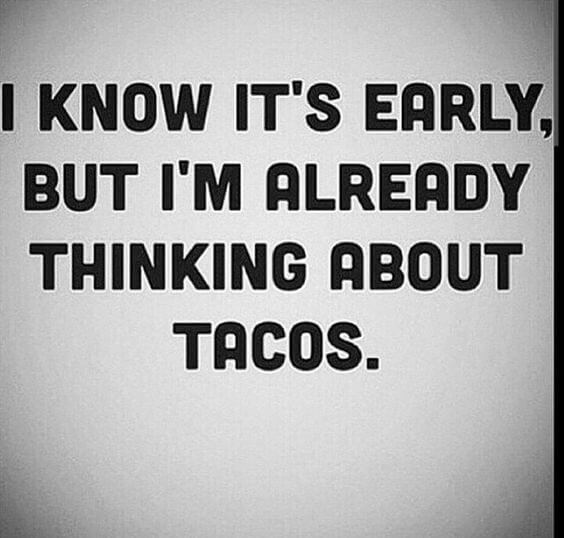 I KNOW IT'S EARLY,
BUT I'M ALREADY
THINKING ABOUT
TACOS.